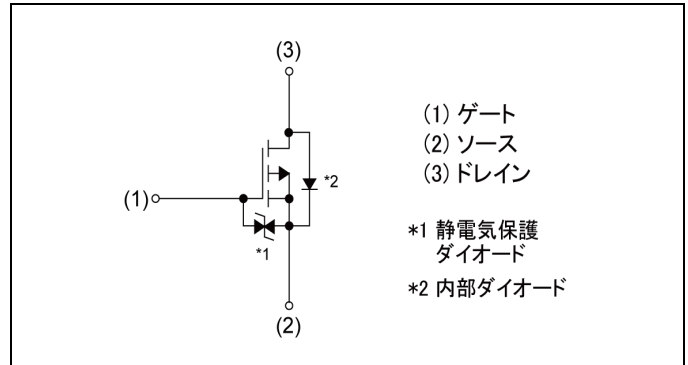 (3)
(1)
*2
*1
(2)
(1) ゲート
(2) ソース
(3) ドレイン
*1 静電気保護
ダイオード
*2 内部ダイオード